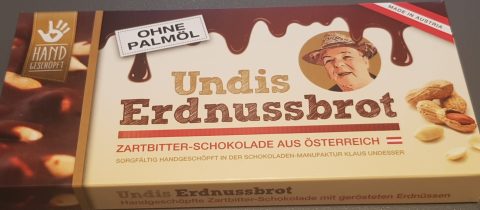 HAND
GESCHÖPFT
OHNE
PALMÖL
MADE IN AUSTRIA
Undis
Erdnussbrot
ZARTBITTER-SCHOKOLADE AUS ÖSTERREICH
SORGFÄLTIG HANDGESCHÖPFT IN DER SCHOKOLADEN-MANUFAKTUR KLAUS UNDESSER
Undis Erdnussbrot
Handgeschöpfte Zartbitter-Schokolade mit gerösteten Erdnüssen